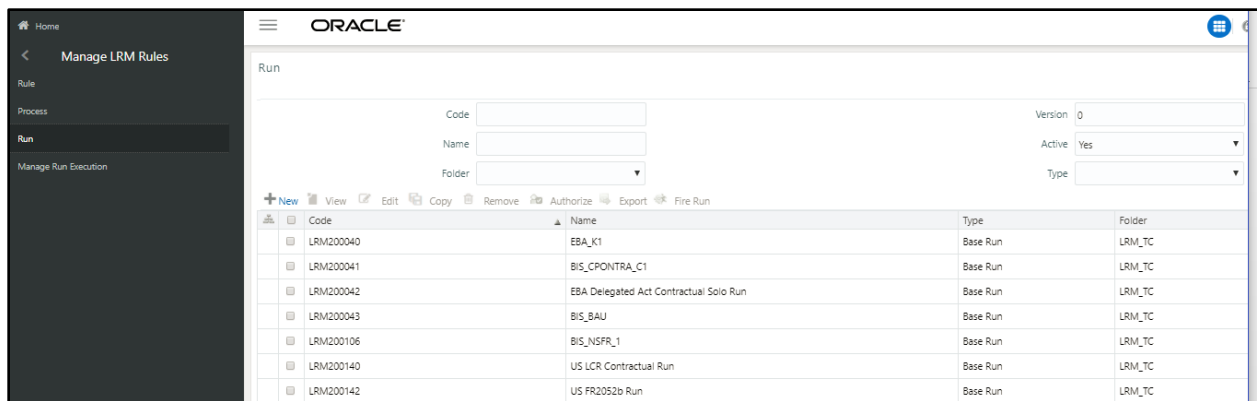 Home
Manage LRM Rules
Rule
Process
Run
Manage Run Execution
ORACLE
Run
Code
Version 0
Name
Active Yes
Folder
Type
New View Edit Copy Remove Authorize Export Fire Run
Code Name Type Folder
LRM200040 EBA_K1 Base Run LRM_TC
LRM200041 BIS_CPONTRA_C1 Base Run LRM_TC
LRM200042 EBA Delegated Act Contractual Solo Run Base Run LRM_TC
LRM200043 BIS_BAU Base Run LRM_TC
LRM200106 BIS_NSFR_1 Base Run LRM_TC
LRM200140 US LCR Contractual Run Base Run LRM_TC
LRM200142 US FR2052b Run Base Run LRM_TC